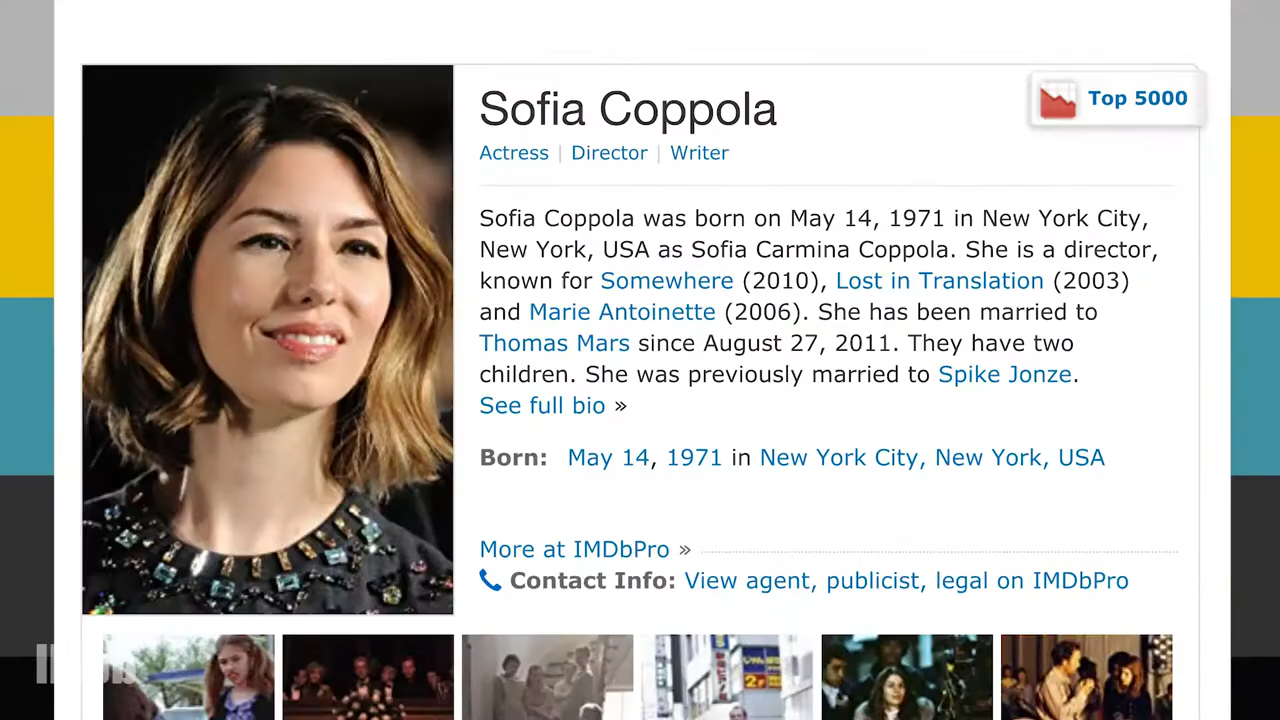 Sofia Coppola
Top 5000
Actress | Director | Writer
Sofia Coppola was born on May 14, 1971 in New York City,
New York, USA as Sofia Carmina Coppola. She is a director,
known for Somewhere (2010), Lost in Translation (2003)
and Marie Antoinette (2006). She has been married to
Thomas Mars since August 27, 2011. They have two
children. She was previously married to Spike Jonze.
See full bio »
Born: May 14, 1971 in New York City, New York, USA
More at IMDbPro »
Contact Info: View agent, publicist, legal on IMDbPro